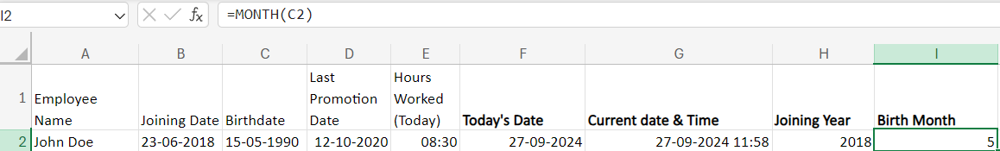 I2 fx =MONTH(C2)
A B C D E F G H I
1 Employee Name Joining Date Birthdate Last Promotion Date Hours Worked (Today) Today's Date Current date & Time Joining Year Birth Month
2 John Doe 23-06-2018 15-05-1990 12-10-2020 08:30 27-09-2024 27-09-2024 11:58 2018 5